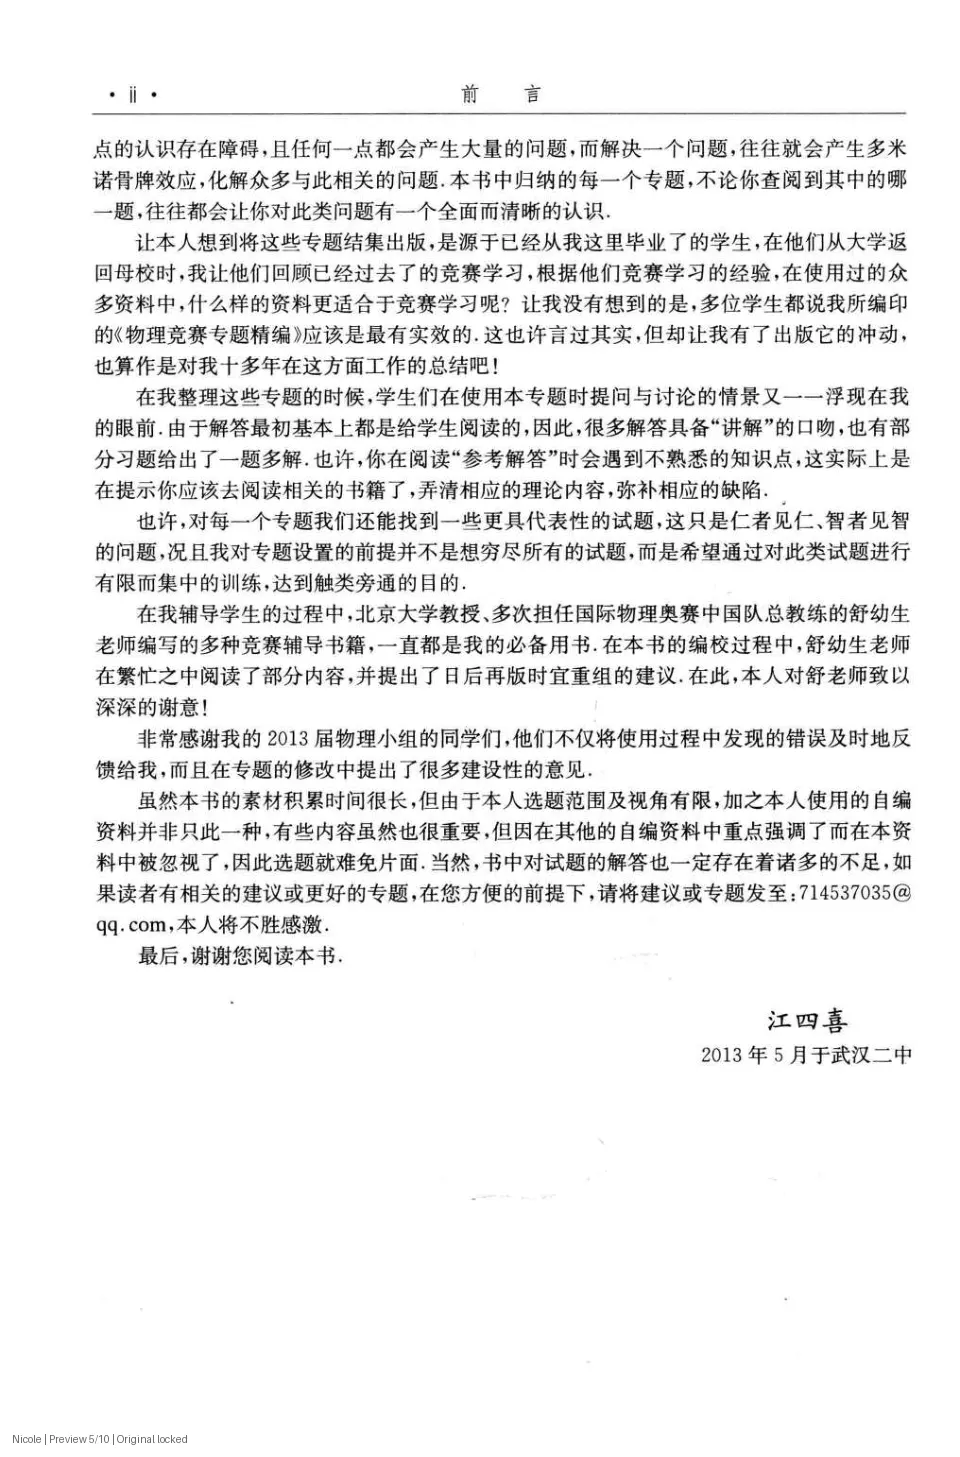 • ⅱ •
前 言
点的认识存在障碍,且任何一点都会产生大量的问题,而解决一个问题,往往就会产生多米
诺骨牌效应,化解众多与此相关的问题.本书中归纳的每一个专题,不论你查阅到其中的哪
一题,往往都会让你对此类问题有一个全面而清晰的认识.
让本人想到将这些专题结集出版,是源于已经从我这里毕业了的学生,在他们从大学返
回母校时,我让他们回顾已经过去了的竞赛学习,根据他们竞赛学习的经验,在使用过的众
多资料中,什么样的资料更适合于竞赛学习呢? 让我没有想到的是,多位学生都说我所编印
的《物理竞赛专题精编》应该是最有实效的.这也许言过其实,但却让我有了出版它的冲动,
也算作是对我十多年在这方面工作的总结吧!
在我整理这些专题的时候,学生们在使用本专题时提问与讨论的情景又一一浮现在我
的眼前.由于解答最初基本上都是给学生阅读的,因此,很多解答具备“讲解”的口吻,也有部
分习题给出了一题多解.也许,你在阅读“参考解答”时会遇到不熟悉的知识点,这实际上是
在提示你应该去阅读相关的书籍了,弄清相应的理论内容,弥补相应的缺陷.
也许,对每一个专题我们还能找到一些更具代表性的试题,这只是仁者见仁、智者见智
的问题,况且我对专题设置的前提并不是想穷尽所有的试题,而是希望通过对此类试题进行
有限而集中的训练,达到触类旁通的目的.
在我辅导学生的过程中,北京大学教授、多次担任国际物理奥赛中国队总教练的舒幼生
老师编写的多种竞赛辅导书籍,一直都是我的必备用书.在本书的编校过程中,舒幼生老师
在繁忙之中阅读了部分内容,并提出了日后再版时宜重组的建议.在此,本人对舒老师致以
深深的谢意!
非常感谢我的 2013 届物理小组的同学们,他们不仅将使用过程中发现的错误及时地反
馈给我,而且在专题的修改中提出了很多建设性的意见.
虽然本书的素材积累时间很长,但由于本人选题范围及视角有限,加之本人使用的自编
资料并非只此一种,有些内容虽然也很重要,但因在其他的自编资料中重点强调了而在本资
料中被忽视了,因此选题就难免片面.当然,书中对试题的解答也一定存在着诸多的不足,如
果读者有相关的建议或更好的专题,在您方便的前提下,请将建议或专题发至:714537035@
qq.com,本人将不胜感激.
最后,谢谢您阅读本书.
江四喜
2013 年 5 月于武汉二中
Nicole | Preview 5/10 | Original locked